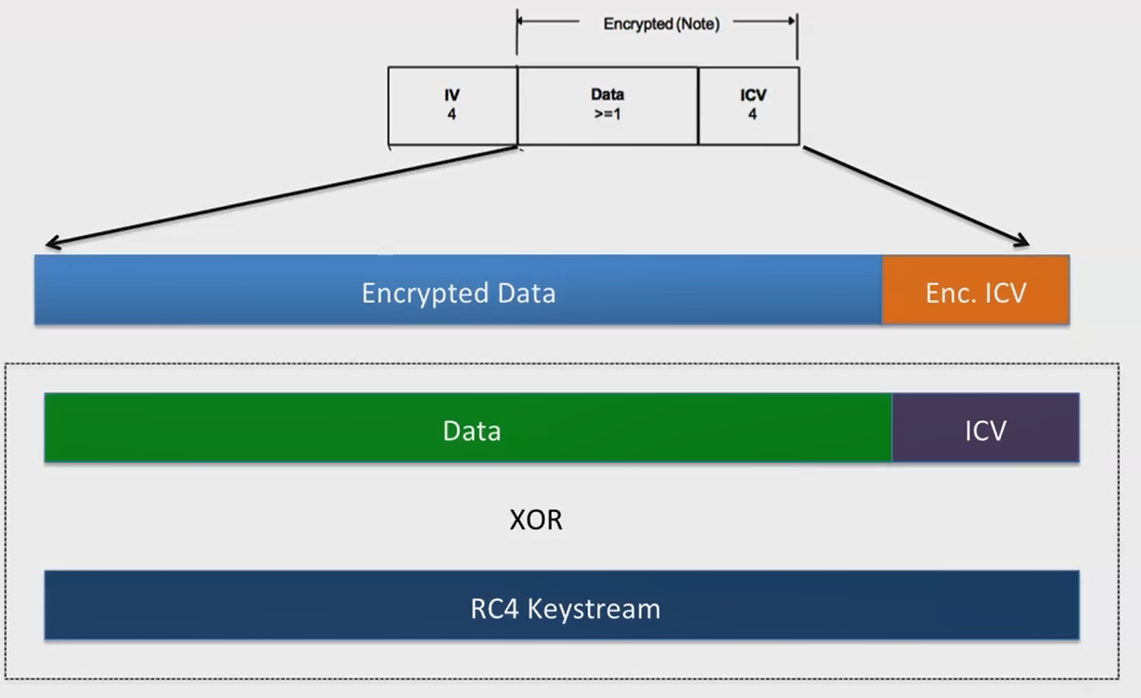 Encrypted (Note)
IV
4
Data
>=1
ICV
4
Encrypted Data
Enc. ICV
Data
ICV
XOR
RC4 Keystream